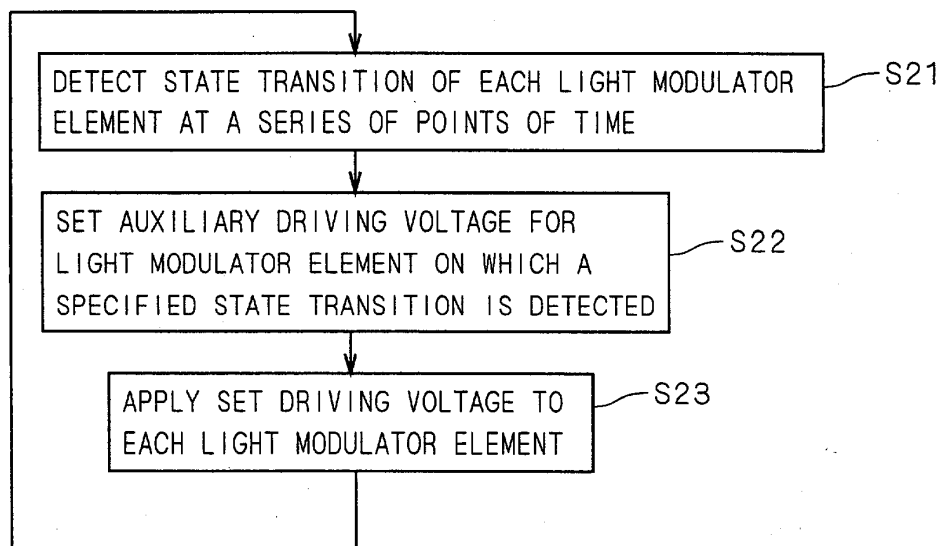 DETECT STATE TRANSITION OF EACH LIGHT MODULATOR
ELEMENT AT A SERIES OF POINTS OF TIME
S21
SET AUXILIARY DRIVING VOLTAGE FOR
LIGHT MODULATOR ELEMENT ON WHICH A
SPECIFIED STATE TRANSITION IS DETECTED
S22
APPLY SET DRIVING VOLTAGE TO
EACH LIGHT MODULATOR ELEMENT
S23